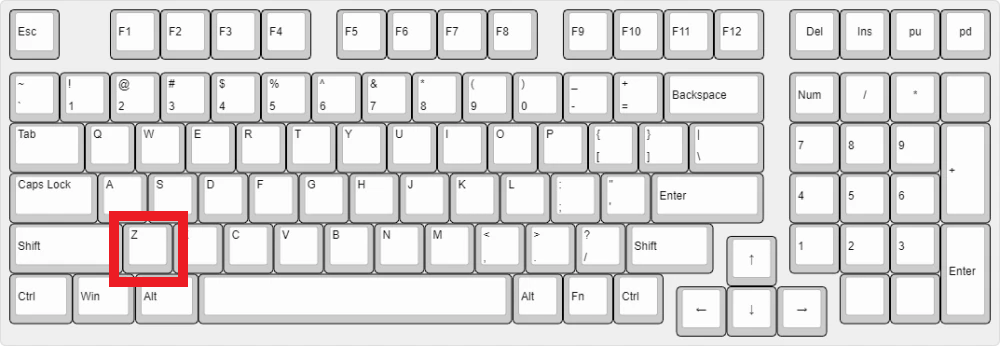 Esc F1 F2 F3 F4 F5 F6 F7 F8 F9 F10 F11 F12 Del Ins pu pd
~ ! @ # $ % ^ & * ( ) _ +
` 1 2 3 4 5 6 7 8 9 0 - = Backspace Num / *
Tab Q W E R T Y U I O P { } |
[ ] \ 7 8 9 +
Caps Lock A S D F G H J K L : "
; ' Enter 4 5 6
Shift Z C V B N M < > ?
, . / Shift ↑ 1 2 3 Enter
Ctrl Win Alt Alt Fn Ctrl ← ↓ →